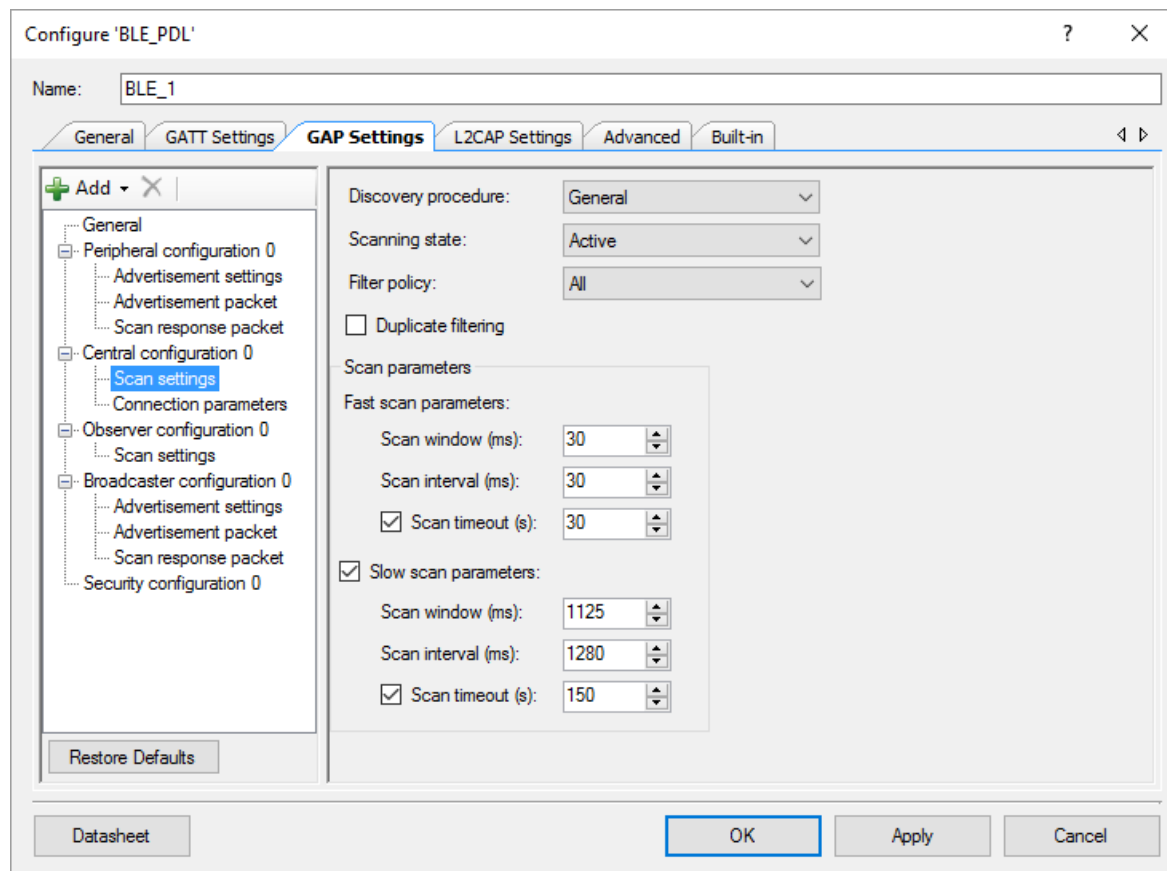 Configure 'BLE_PDL'
?
Name: BLE_1
General GATT Settings GAP Settings L2CAP Settings Advanced Built-in
Add
General
Peripheral configuration 0
Advertisement settings
Advertisement packet
Scan response packet
Central configuration 0
Scan settings
Connection parameters
Observer configuration 0
Scan settings
Broadcaster configuration 0
Advertisement settings
Advertisement packet
Scan response packet
Security configuration 0
Restore Defaults
Discovery procedure: General
Scanning state: Active
Filter policy: All
Duplicate filtering
Scan parameters
Fast scan parameters:
Scan window (ms): 30
Scan interval (ms): 30
Scan timeout (s): 30
Slow scan parameters:
Scan window (ms): 1125
Scan interval (ms): 1280
Scan timeout (s): 150
Datasheet OK Apply Cancel